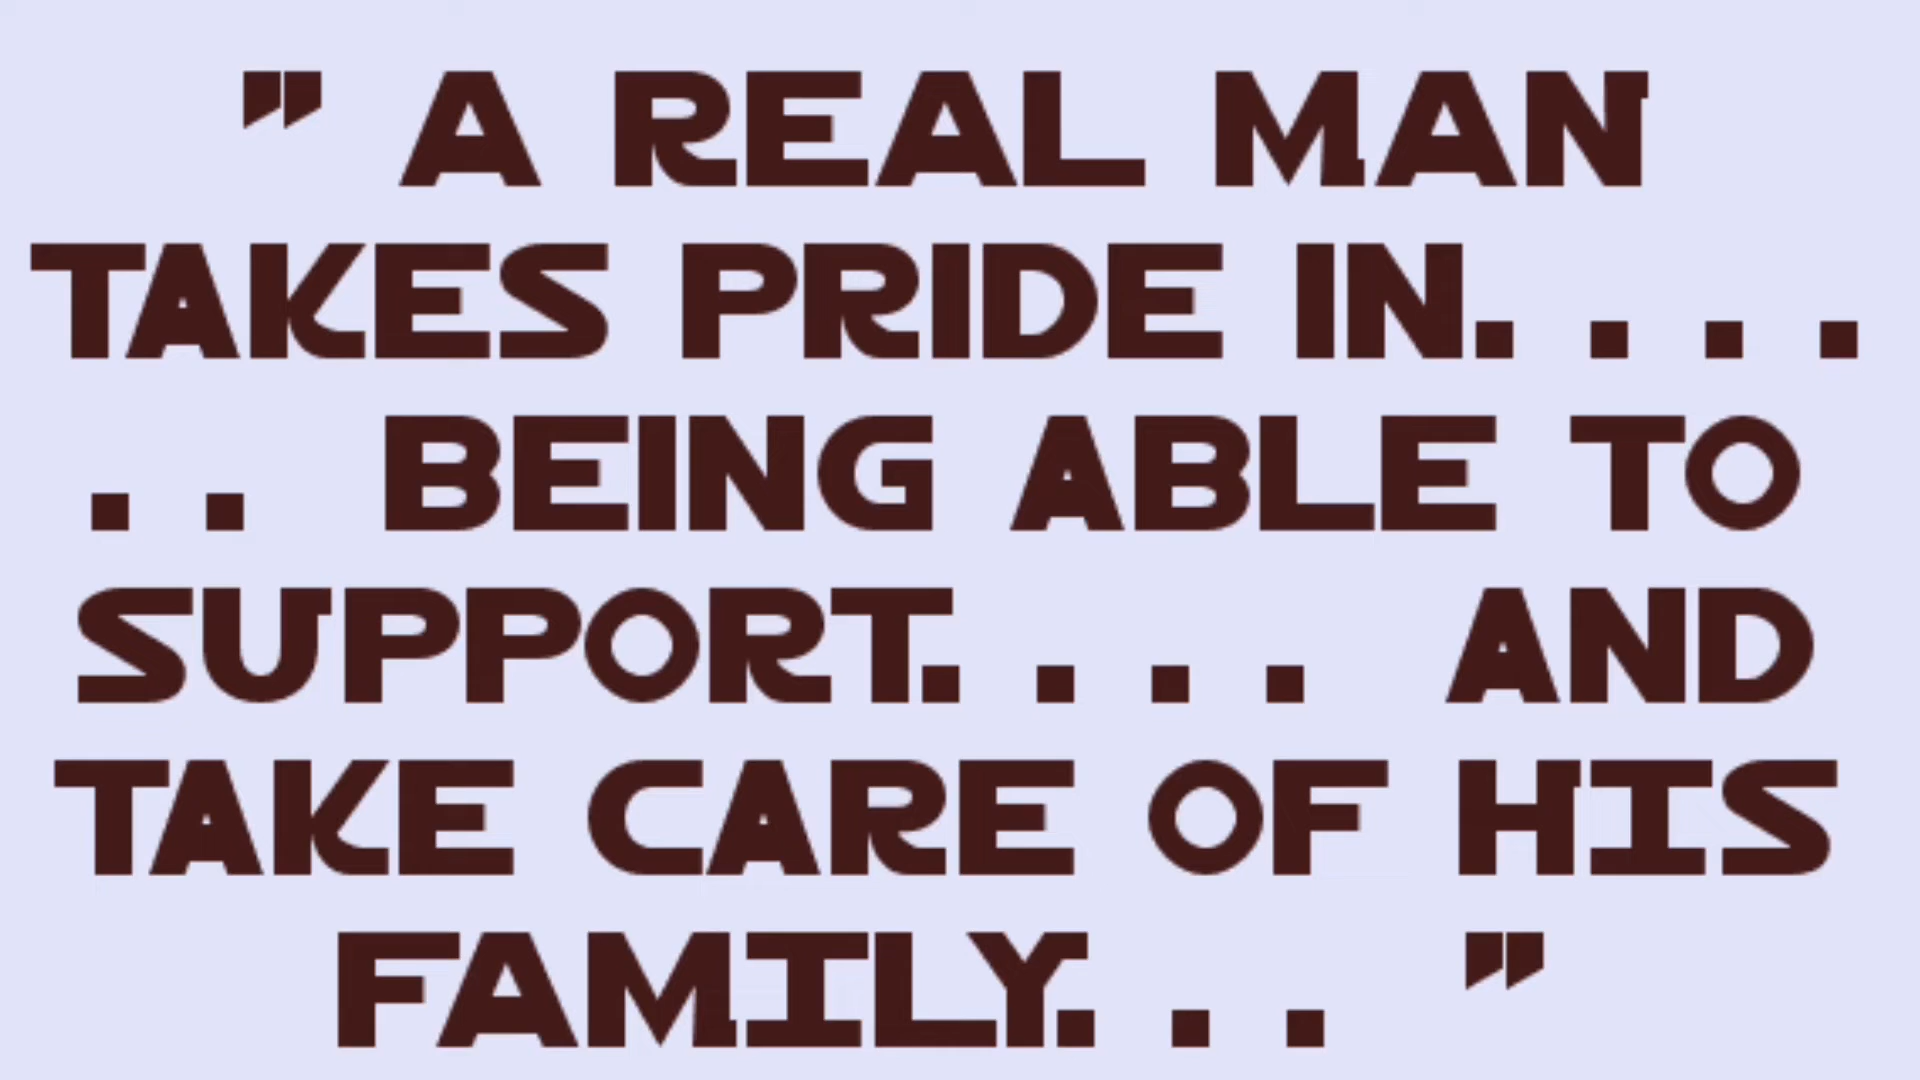 " A REAL MAN
TAKES PRIDE IN. . . .
. . BEING ABLE TO
SUPPORT. . . . AND
TAKE CARE OF HIS
FAMILY. . . "